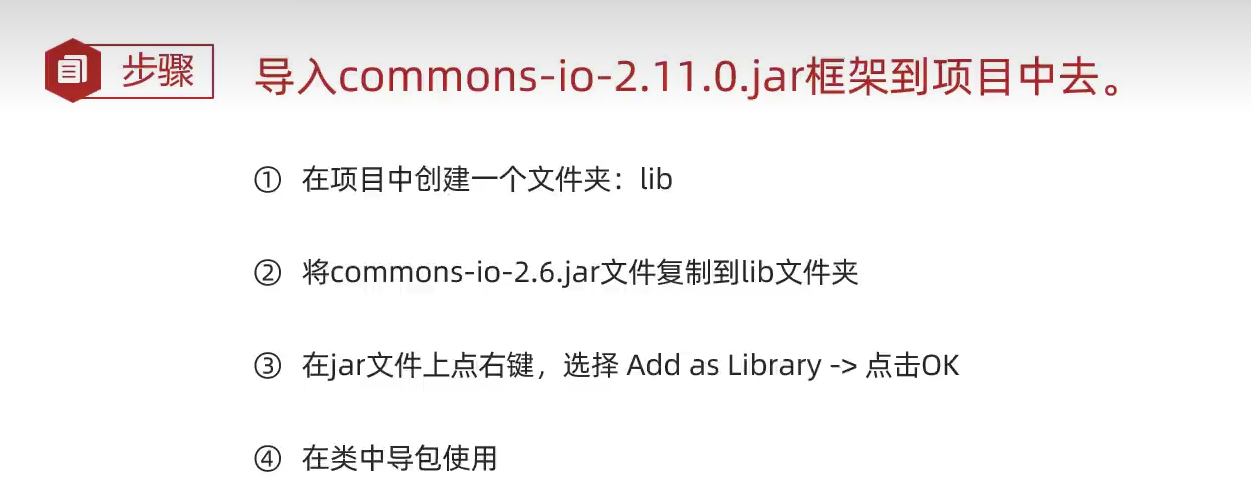 步骤
导入commons-io-2.11.0.jar框架到项目中去。
① 在项目中创建一个文件夹：lib
② 将commons-io-2.6.jar文件复制到lib文件夹
③ 在jar文件上点右键，选择 Add as Library -> 点击OK
④ 在类中导包使用